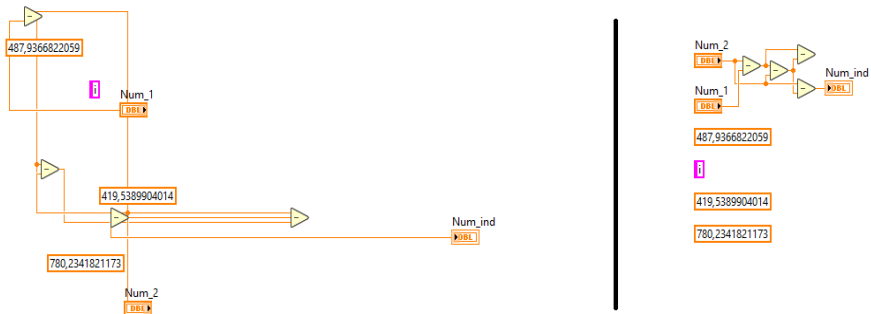 487,9366822059
i
Num_1
DBL
419,5389904014
Num_ind
DBL
780,2341821173
Num_2
DBL
Num_2
DBL
Num_ind
DBL
Num_1
DBL
487,9366822059
i
419,5389904014
780,2341821173